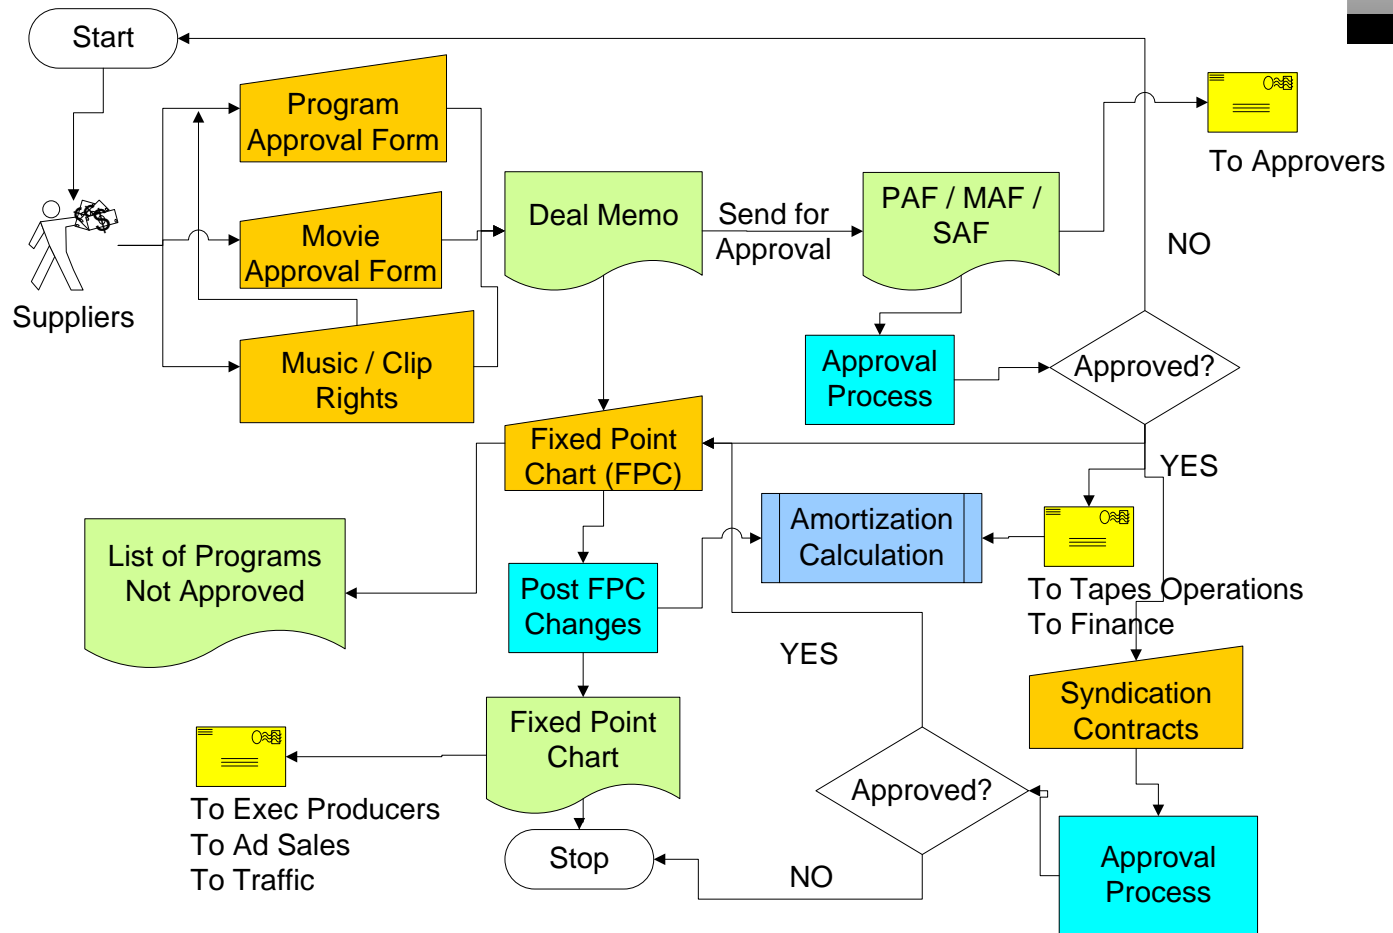 Start
Program
Approval Form
To Approvers
Deal Memo
Send for
Approval
PAF / MAF /
SAF
NO
Movie
Approval Form
Suppliers
Music / Clip
Rights
Approval
Process
Approved?
Fixed Point
Chart (FPC)
YES
Amortization
Calculation
List of Programs
Not Approved
Post FPC
Changes
To Tapes Operations
To Finance
YES
Syndication
Contracts
Fixed Point
Chart
Approved?
To Exec Producers
To Ad Sales
To Traffic
Stop
NO
Approval
Process